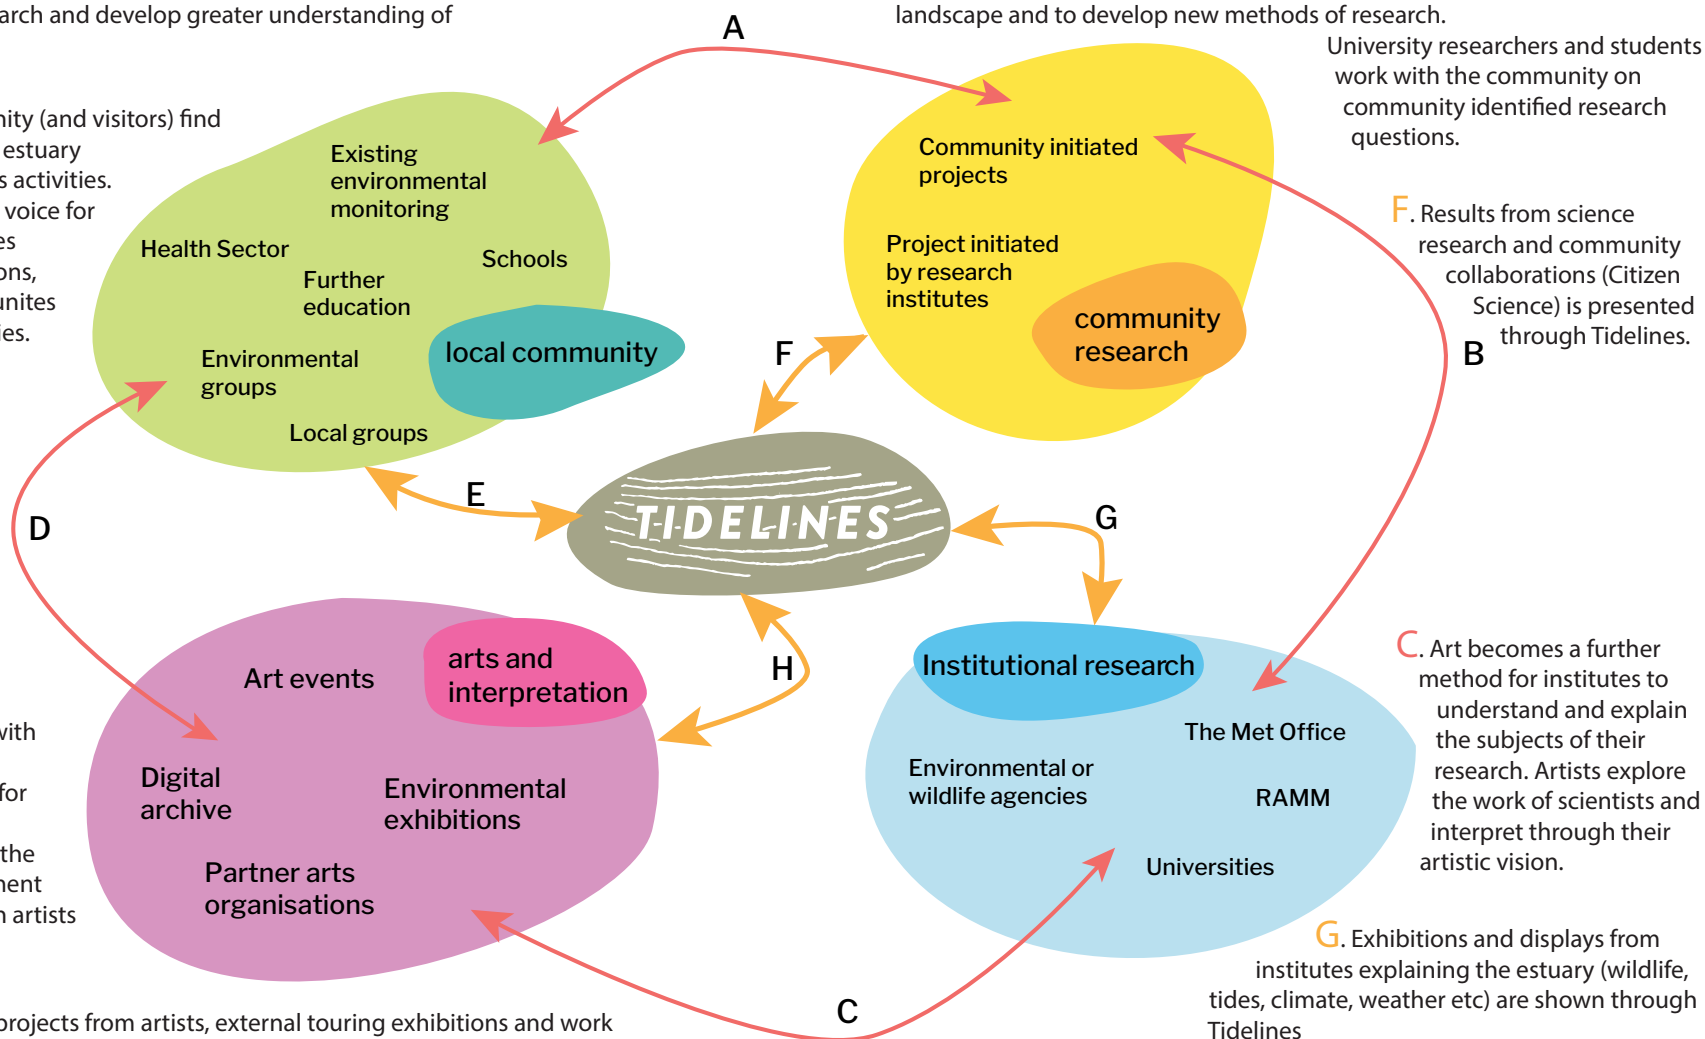 arch and develop greater understanding of
landscape and to develop new methods of research.
A
University researchers and students
work with the community on
community identified research
questions.
nity (and visitors) find
estuary
s activities.
voice for
es
ons,
unites
ies.
Existing
environmental
monitoring
Health Sector
Schools
Further
education
local community
Environmental
groups
Local groups
Community initiated
projects
Project initiated
by research
institutes
community
research
F. Results from science
research and community
collaborations (Citizen
Science) is presented
through Tidelines.
F
B
E
D
TIDELINES
G
H
Art events
arts and
interpretation
Digital
archive
Environmental
exhibitions
Partner arts
organisations
Institutional research
The Met Office
Environmental or
wildlife agencies
RAMM
Universities
C. Art becomes a further
method for institutes to
understand and explain
the subjects of their
research. Artists explore
the work of scientists and
interpret through their
artistic vision.
with
for
the
ment
n artists
G. Exhibitions and displays from
institutes explaining the estuary (wildlife,
tides, climate, weather etc) are shown through
Tidelines
C
projects from artists, external touring exhibitions and work